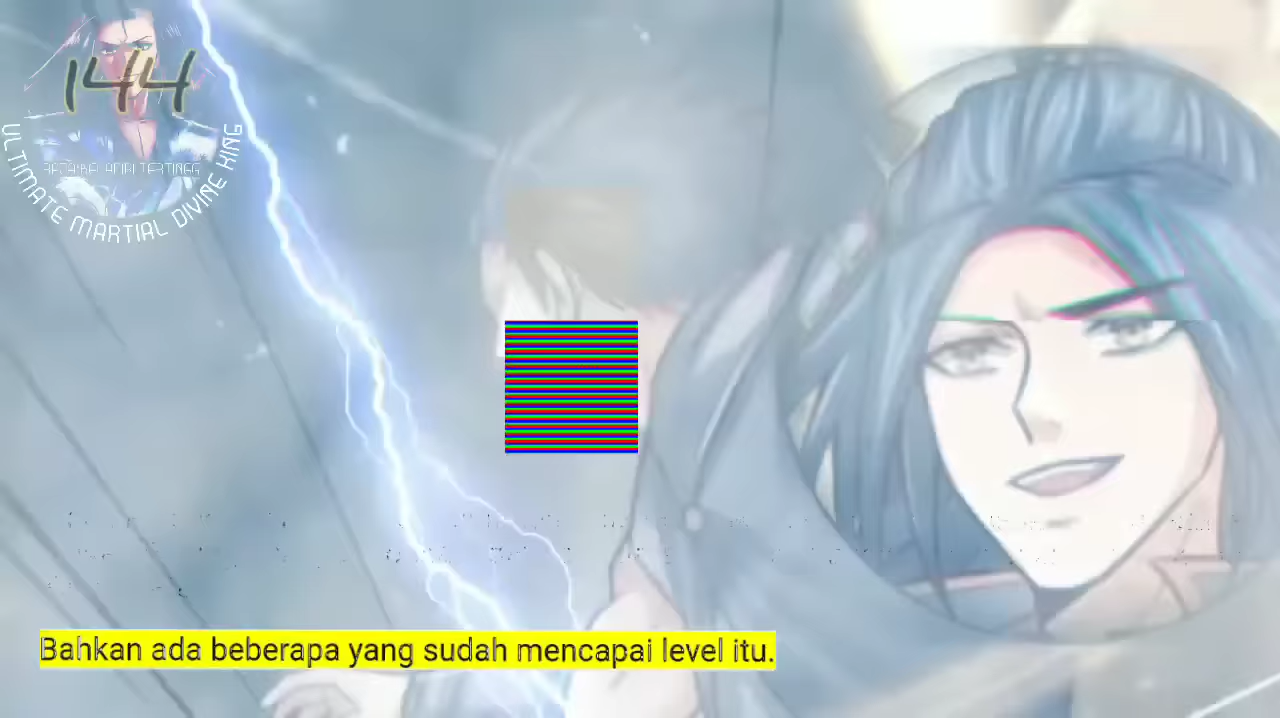 144
ULTIMATE MARTIAL DIVINE KING
Bahkan ada beberapa yang sudah mencapai level itu.